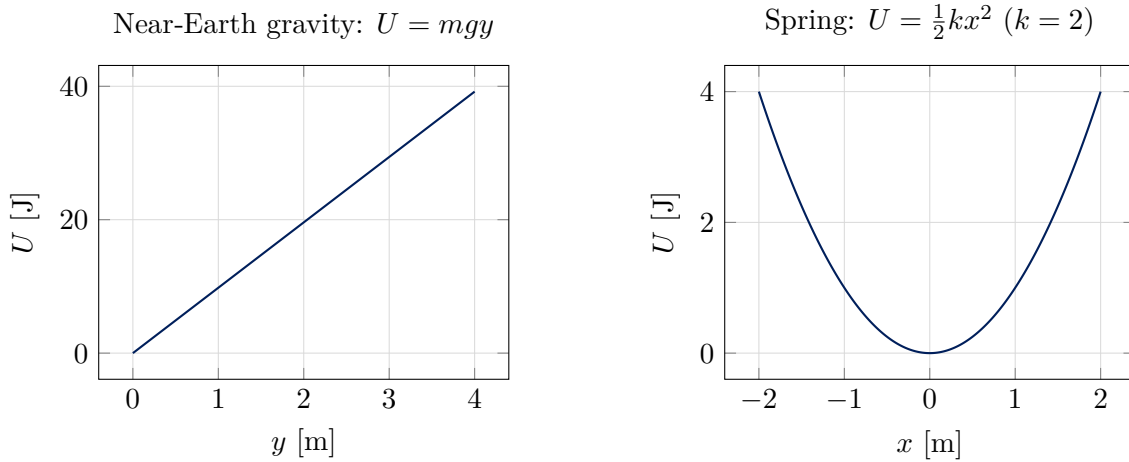 Near-Earth gravity: U = mgy
40
20
0
U [J]
0 1 2 3 4
y [m]
Spring: U = ½kx² (k = 2)
4
2
0
U [J]
−2 −1 0 1 2
x [m]